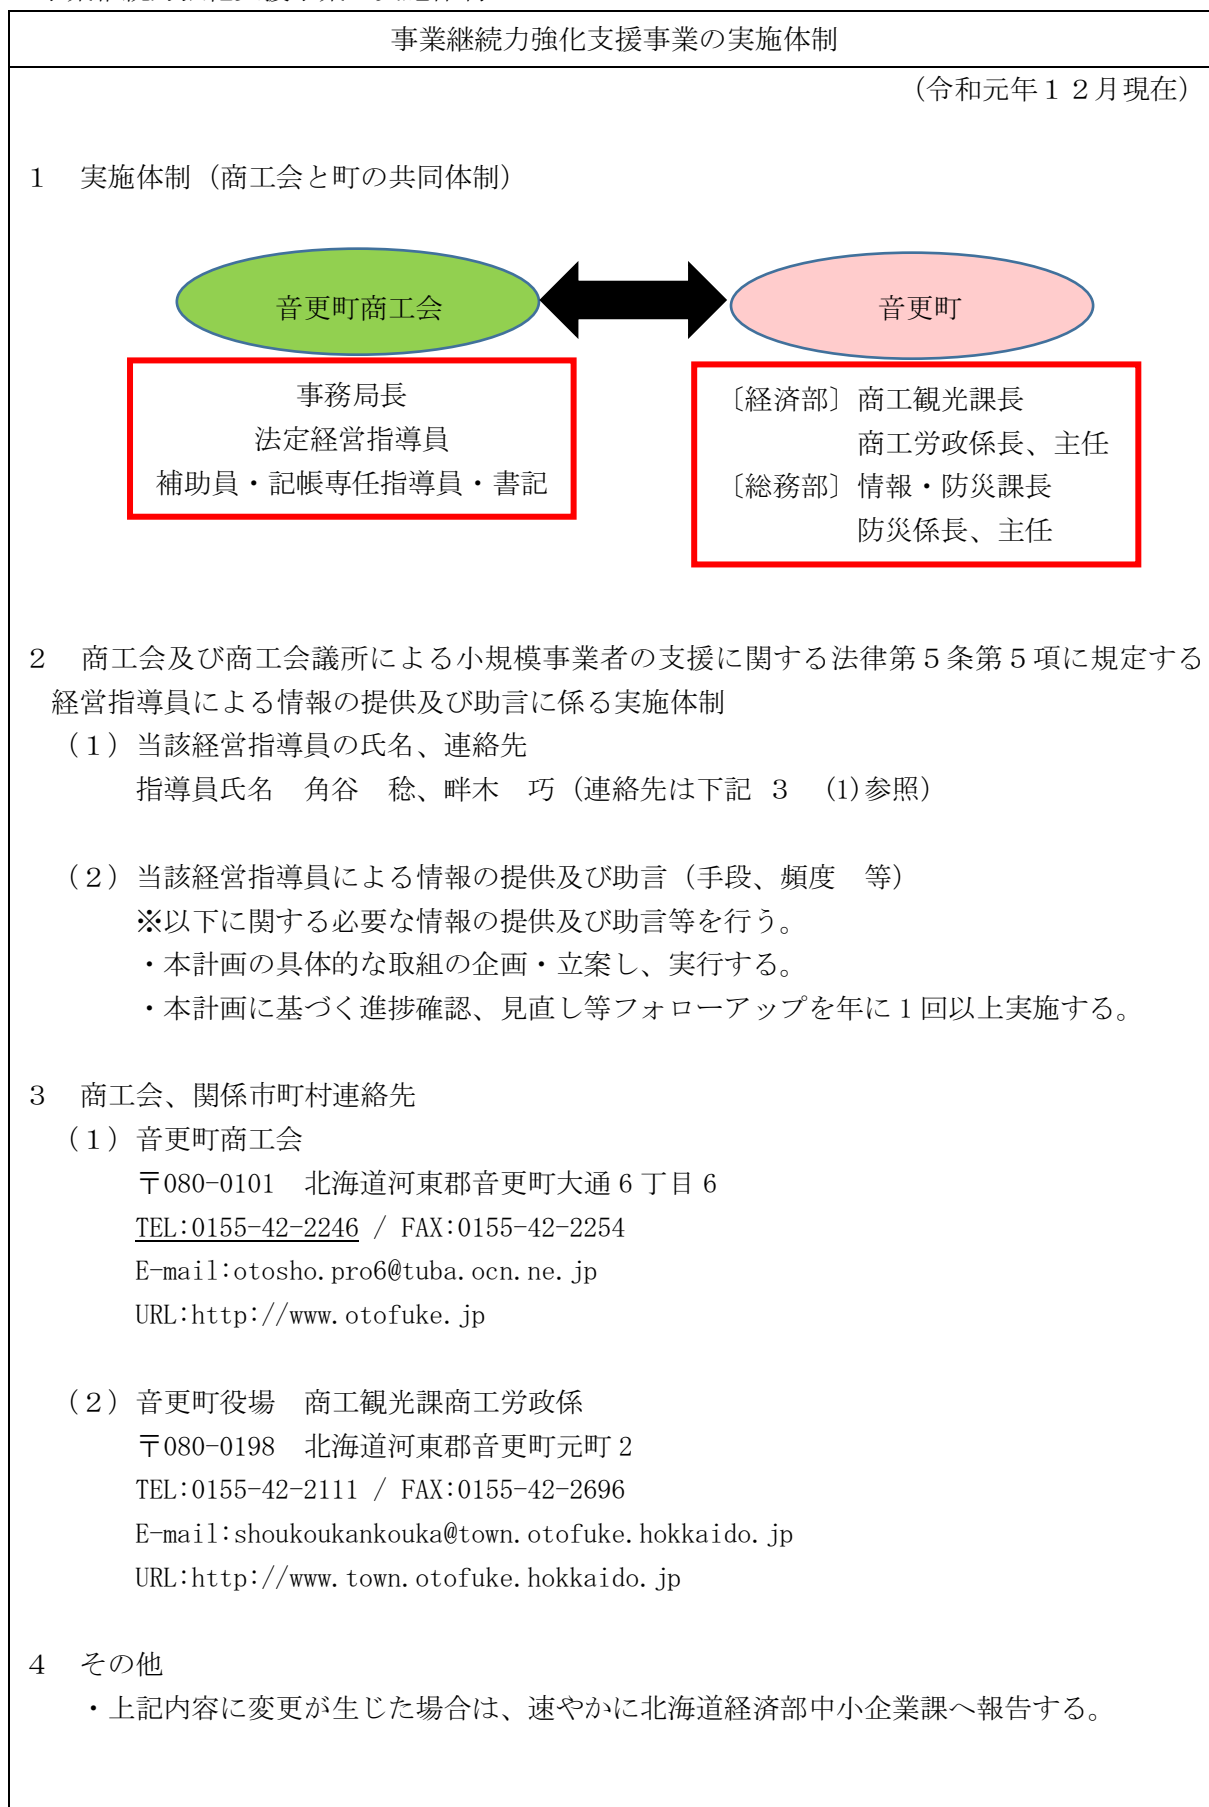 事業継続力強化支援事業の実施体制
（令和元年１２月現在）
１　実施体制（商工会と町の共同体制）
音更町商工会
音更町
事務局長
法定経営指導員
補助員・記帳専任指導員・書記
〔経済部〕商工観光課長
商工労政係長、主任
〔総務部〕情報・防災課長
防災係長、主任
２　商工会及び商工会議所による小規模事業者の支援に関する法律第５条第５項に規定する
経営指導員による情報の提供及び助言に係る実施体制
（１）当該経営指導員の氏名、連絡先
指導員氏名　角谷　稔、畔木　巧（連絡先は下記 ３　(1)参照）
（２）当該経営指導員による情報の提供及び助言（手段、頻度　等）
※以下に関する必要な情報の提供及び助言等を行う。
・本計画の具体的な取組の企画・立案し、実行する。
・本計画に基づく進捗確認、見直し等フォローアップを年に１回以上実施する。
３　商工会、関係市町村連絡先
（１）音更町商工会
〒080-0101　北海道河東郡音更町大通６丁目６
TEL:0155-42-2246 / FAX:0155-42-2254
E-mail:otosho.pro6@tuba.ocn.ne.jp
URL:http://www.otofuke.jp
（２）音更町役場　商工観光課商工労政係
〒080-0198　北海道河東郡音更町元町２
TEL:0155-42-2111 / FAX:0155-42-2696
E-mail:shoukoukankouka@town.otofuke.hokkaido.jp
URL:http://www.town.otofuke.hokkaido.jp
４　その他
・上記内容に変更が生じた場合は、速やかに北海道経済部中小企業課へ報告する。